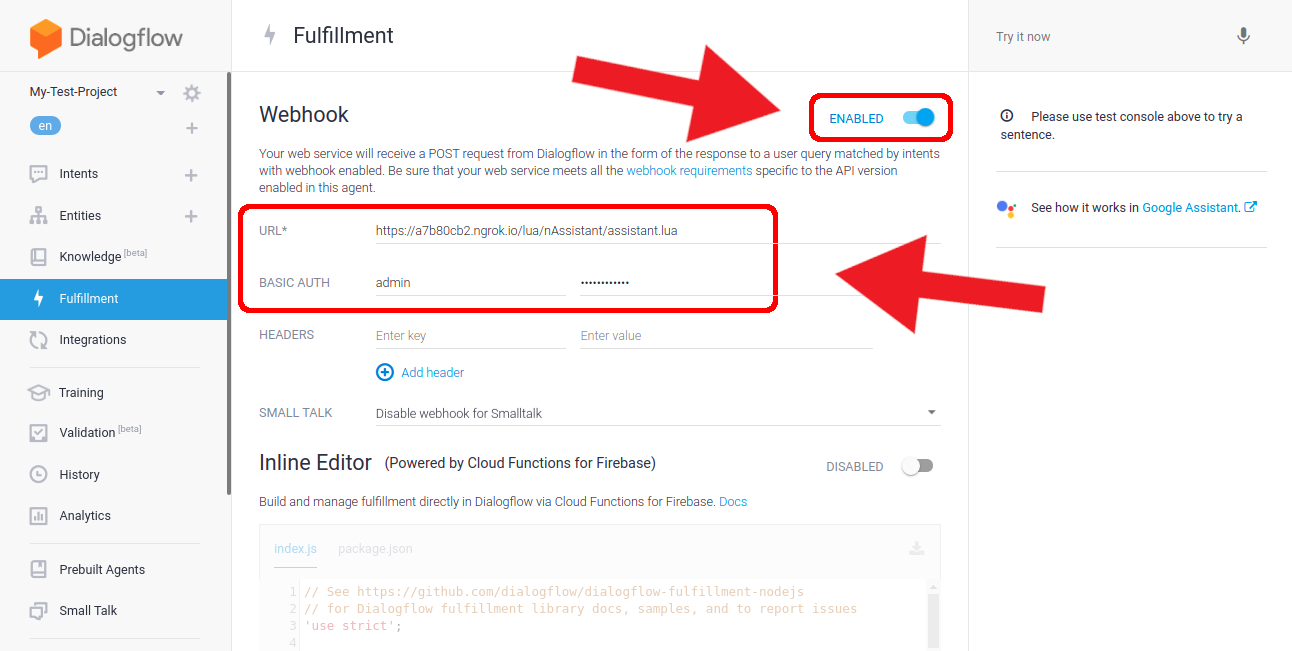 Dialogflow
My-Test-Project
en
Intents
Entities
Knowledge [beta]
Fulfillment
Integrations
Training
Validation [beta]
History
Analytics
Prebuilt Agents
Small Talk
Fulfillment
Webhook
ENABLED
Your web service will receive a POST request from Dialogflow in the form of the response to a user query matched by intents
with webhook enabled. Be sure that your web service meets all the webhook requirements specific to the API version
enabled in this agent.
URL* https://a7b80cb2.ngrok.io/lua/nAssistant/assistant.lua
BASIC AUTH admin ••••••••••••
HEADERS Enter key Enter value
Add header
SMALL TALK Disable webhook for Smalltalk
Inline Editor (Powered by Cloud Functions for Firebase)
DISABLED
Build and manage fulfillment directly in Dialogflow via Cloud Functions for Firebase. Docs
index.js package.json
1 // See https://github.com/dialogflow/dialogflow-fulfillment-nodejs
2 // for Dialogflow fulfillment library docs, samples, and to report issues
3 'use strict';
4
Try it now
Please use test console above to try a
sentence.
See how it works in Google Assistant.